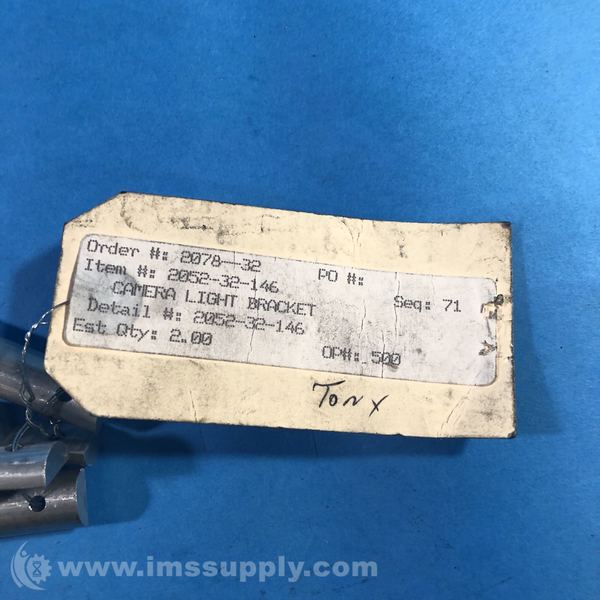 Order #: 2078--32 PO #:
Item #: 2052-32-146 Seq: 71
CAMERA LIGHT BRACKET
Detail #: 2052-32-146
Est Qty: 2.00 OP#: 500
www.imssupply.com